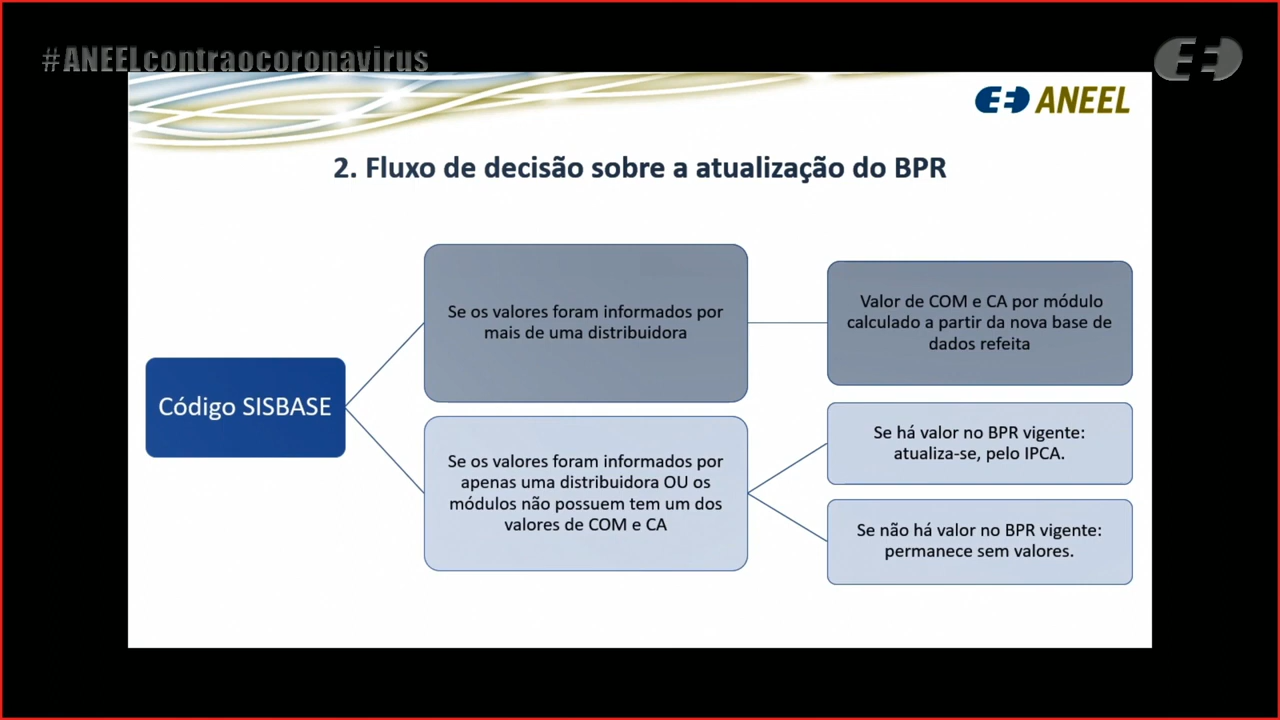 #ANEELcontraocoronavirus
ANEEL
2. Fluxo de decisão sobre a atualização do BPR
Código SISBASE
Se os valores foram informados por
mais de uma distribuidora
Valor de COM e CA por módulo
calculado a partir da nova base de
dados refeita
Se os valores foram informados por
apenas uma distribuidora OU os
módulos não possuem tem um dos
valores de COM e CA
Se há valor no BPR vigente:
atualiza-se, pelo IPCA.
Se não há valor no BPR vigente:
permanece sem valores.